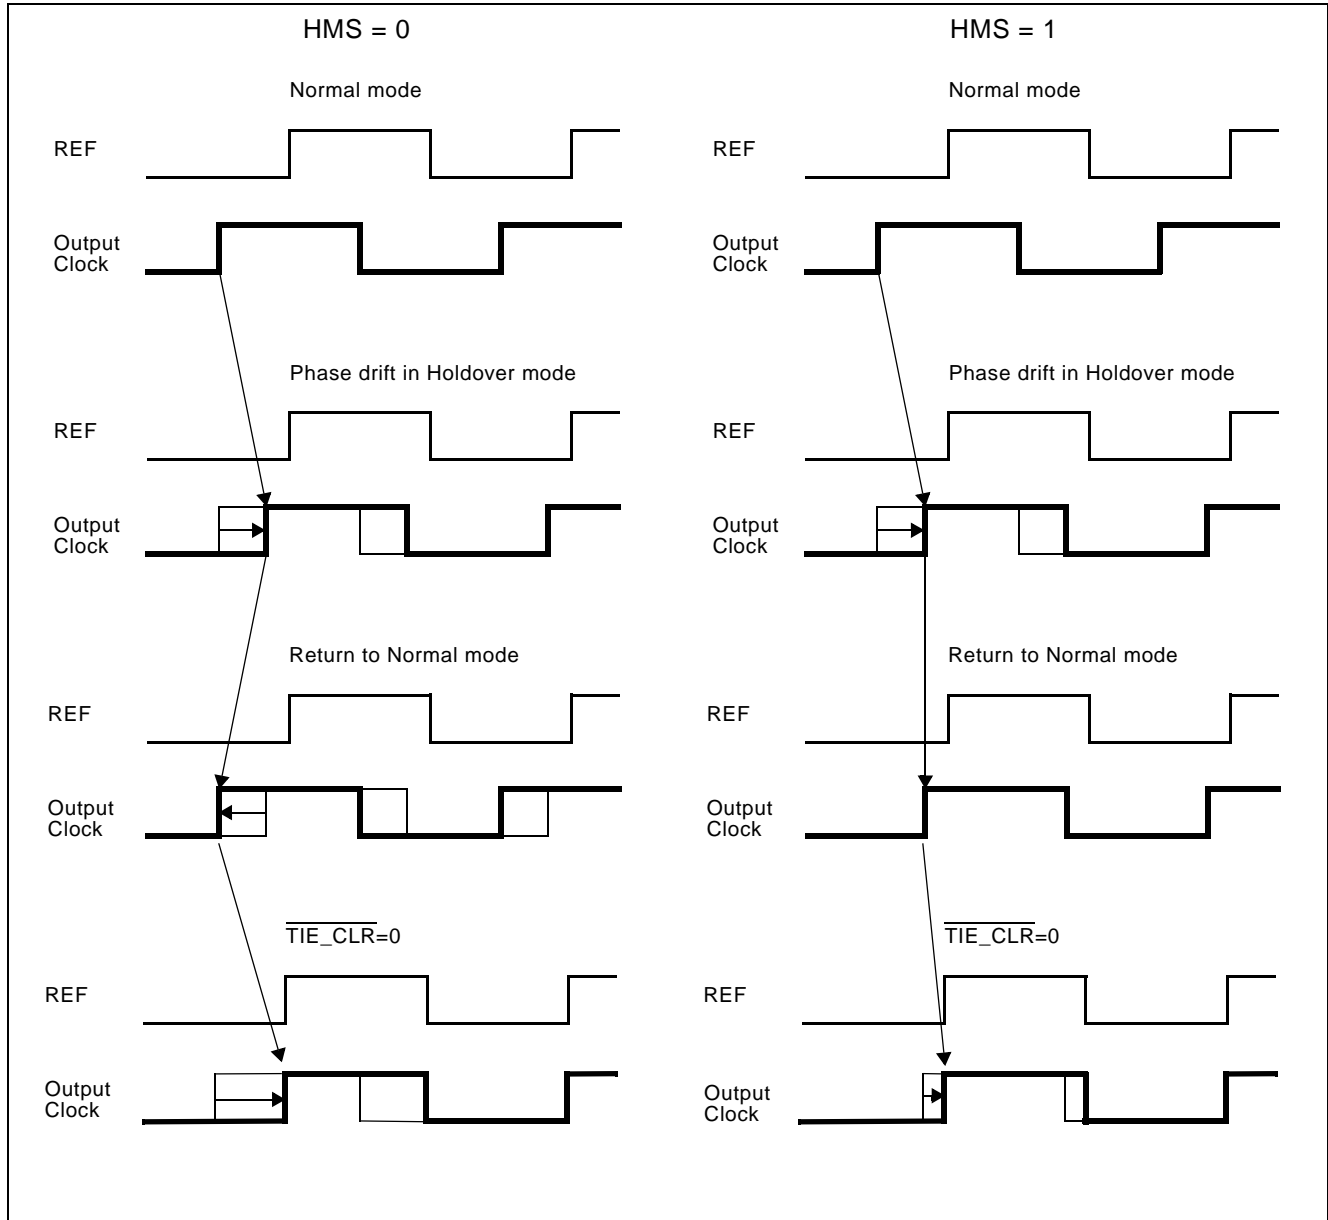 HMS = 0
Normal mode
REF
Output
Clock
Phase drift in Holdover mode
REF
Output
Clock
Return to Normal mode
REF
Output
Clock
TIE_CLR=0
REF
Output
Clock
HMS = 1
Normal mode
REF
Output
Clock
Phase drift in Holdover mode
REF
Output
Clock
Return to Normal mode
REF
Output
Clock
TIE_CLR=0
REF
Output
Clock